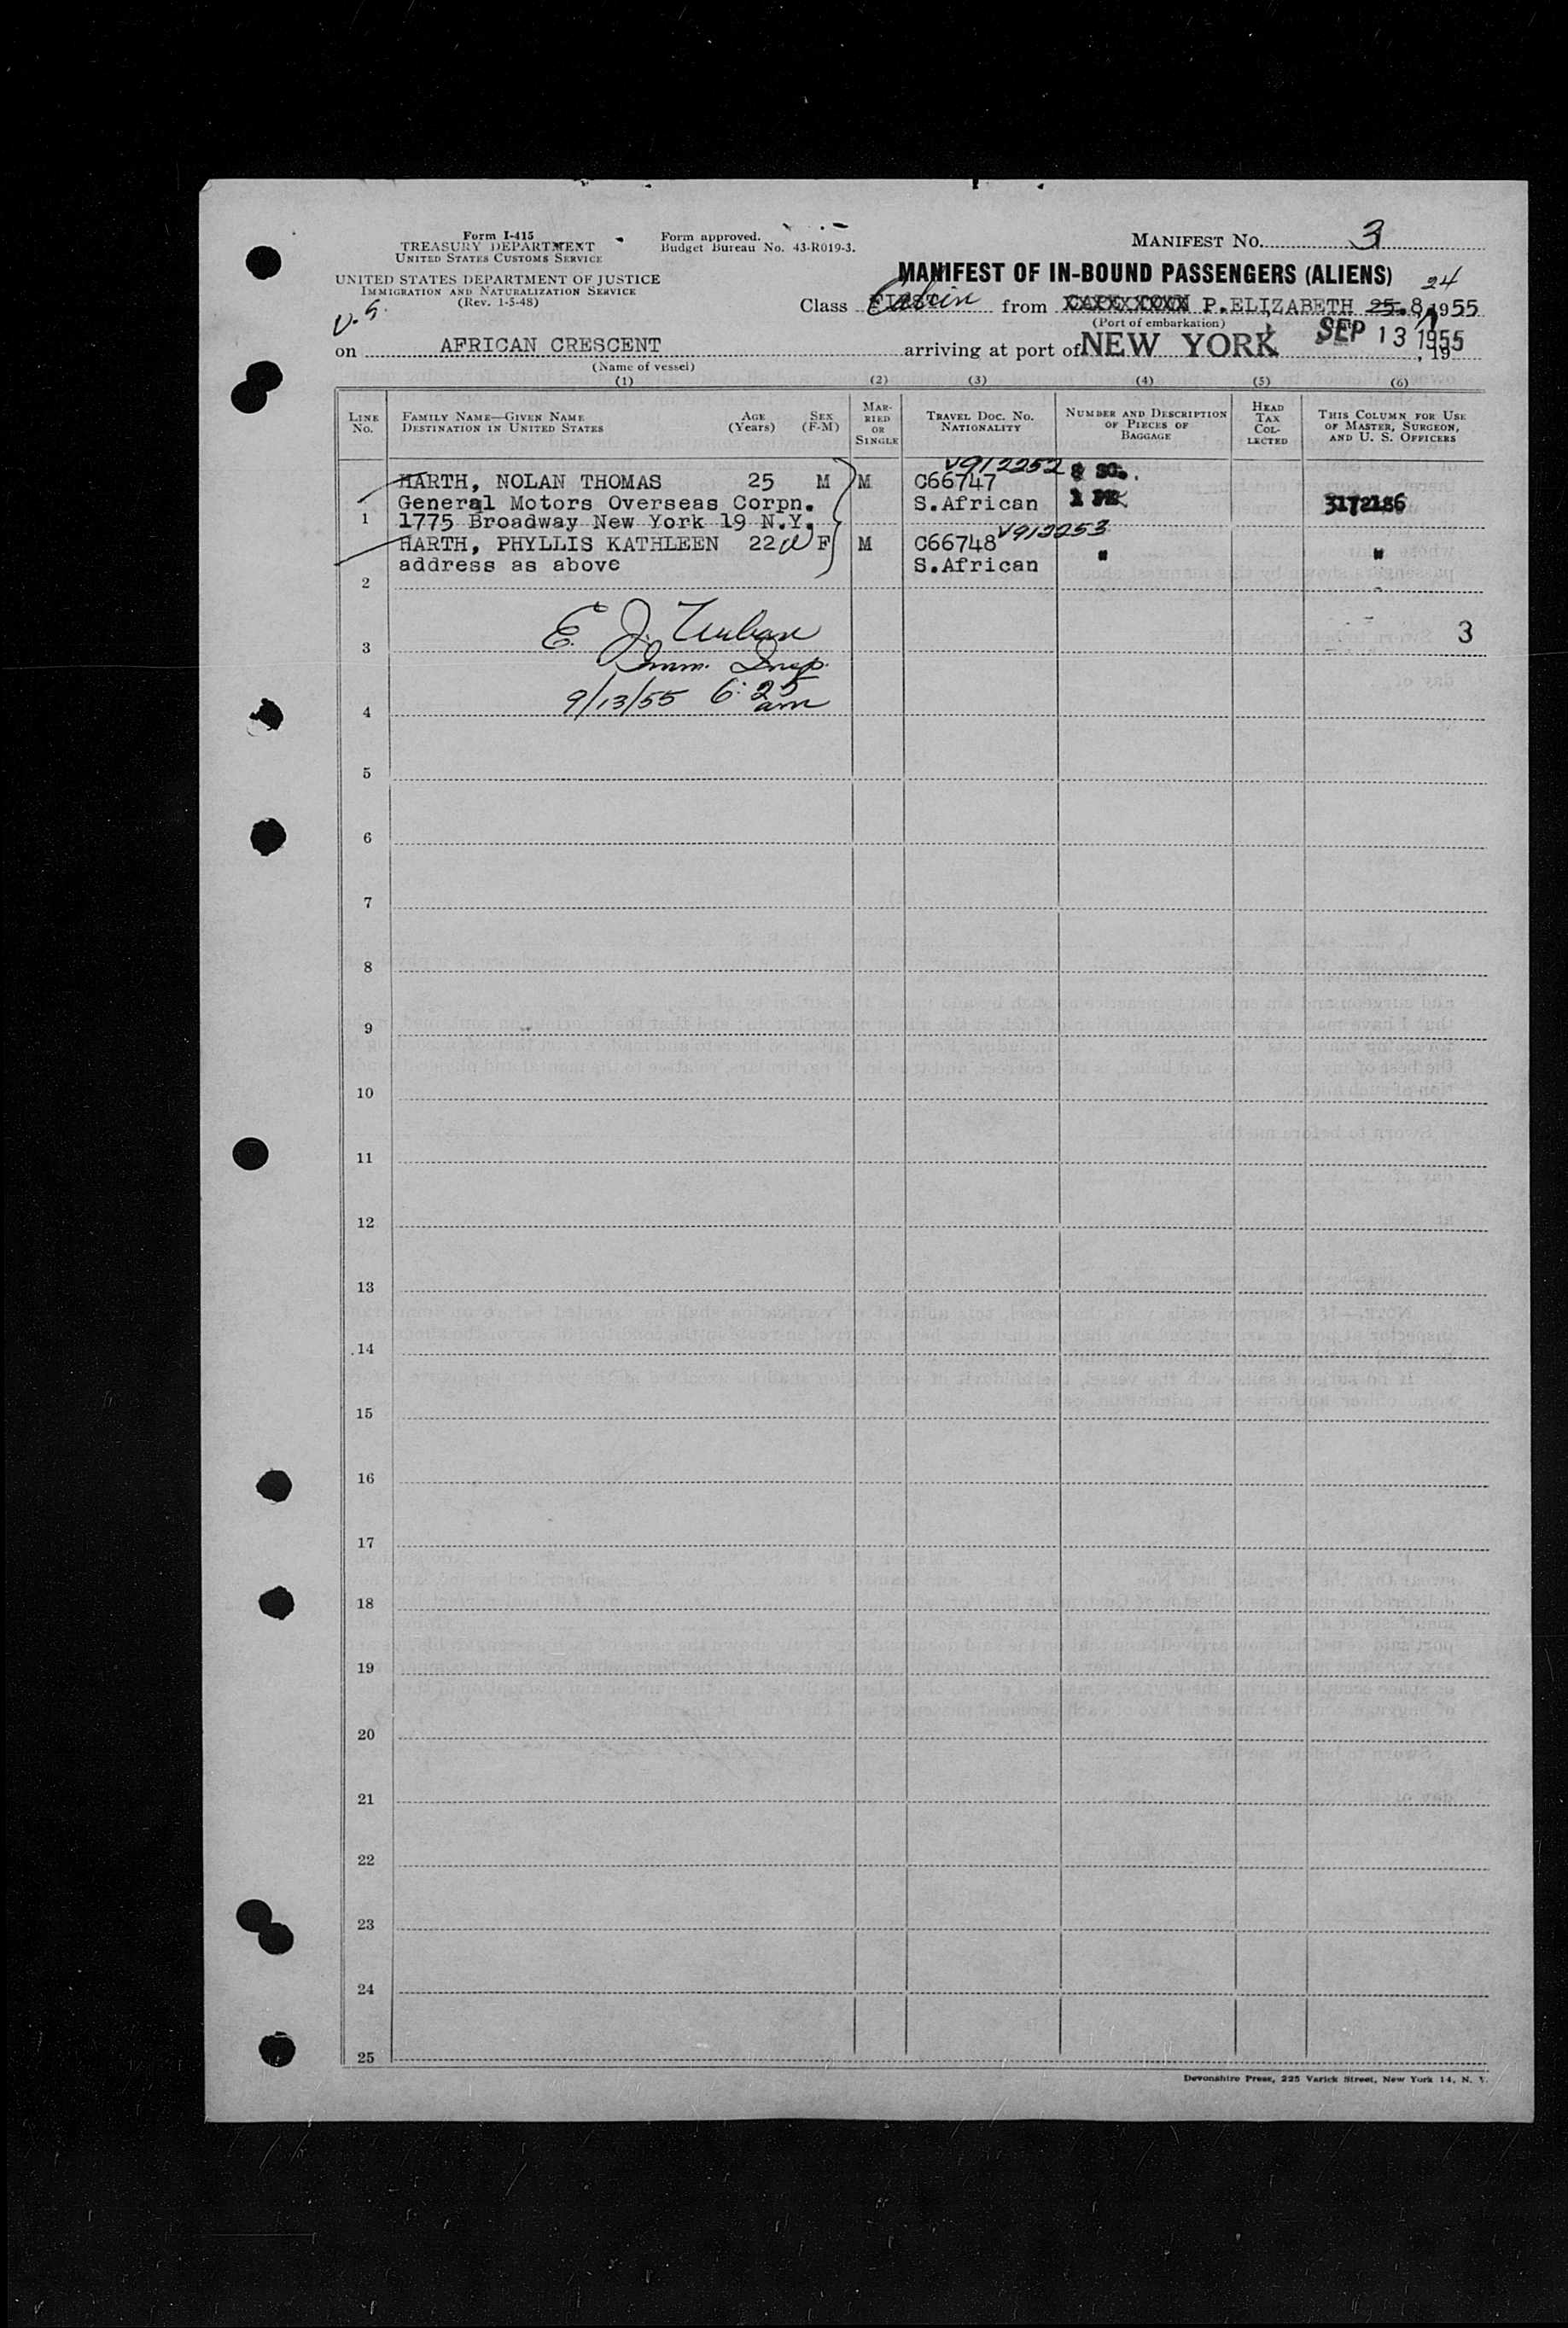 Form I-415
TREASURY DEPARTMENT
UNITED STATES CUSTOMS SERVICE
Form approved.
Budget Bureau No. 43-R019-3.
MANIFEST NO. 3
UNITED STATES DEPARTMENT OF JUSTICE
IMMIGRATION AND NATURALIZATION SERVICE
(Rev. 1-5-48)
MANIFEST OF IN-BOUND PASSENGERS (ALIENS)
24
Class Cabin from P.ELIZABETH 25.8, 1955
(Port of embarkation)
on AFRICAN CRESCENT arriving at port of NEW YORK SEP 13 1955, 19
(Name of vessel)
(1) (2) (3) (4) (5) (6)
LINE NO.
FAMILY NAME—GIVEN NAME
DESTINATION IN UNITED STATES
AGE (Years)
SEX (F-M)
MARRIED OR SINGLE
TRAVEL DOC. NO.
NATIONALITY
NUMBER AND DESCRIPTION OF PIECES OF BAGGAGE
HEAD TAX COLLECTED
THIS COLUMN FOR USE OF MASTER, SURGEON, AND U. S. OFFICERS
V912252
HARTH, NOLAN THOMAS 25 M M C66747
General Motors Overseas Corpn. S.African
1 1775 Broadway New York 19 N.Y.
V912253
HARTH, PHYLLIS KATHLEEN 22 F M C66748 " "
address as above S.African
2
3 3
E. J.
Imm. Insp.
9/13/55 6:25 am
4
5
6
7
8
9
10
11
12
13
14
15
16
17
18
19
20
21
22
23
24
25
Devonshire Press, 225 Varick Street, New York 14, N. Y.